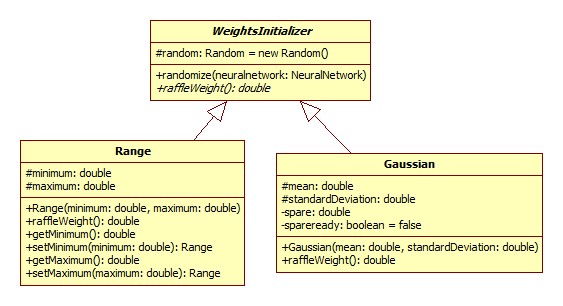 WeightsInitializer
#random: Random = new Random()
+randomize(neuralnetwork: NeuralNetwork)
+raffleWeight(): double
Range
#minimum: double
#maximum: double
+Range(minimum: double, maximum: double)
+raffleWeight(): double
+getMinimum(): double
+setMinimum(minimum: double): Range
+getMaximum(): double
+setMaximum(maximum: double): Range
Gaussian
#mean: double
#standardDeviation: double
-spare: double
-spareready: boolean = false
+Gaussian(mean: double, standardDeviation: double)
+raffleWeight(): double